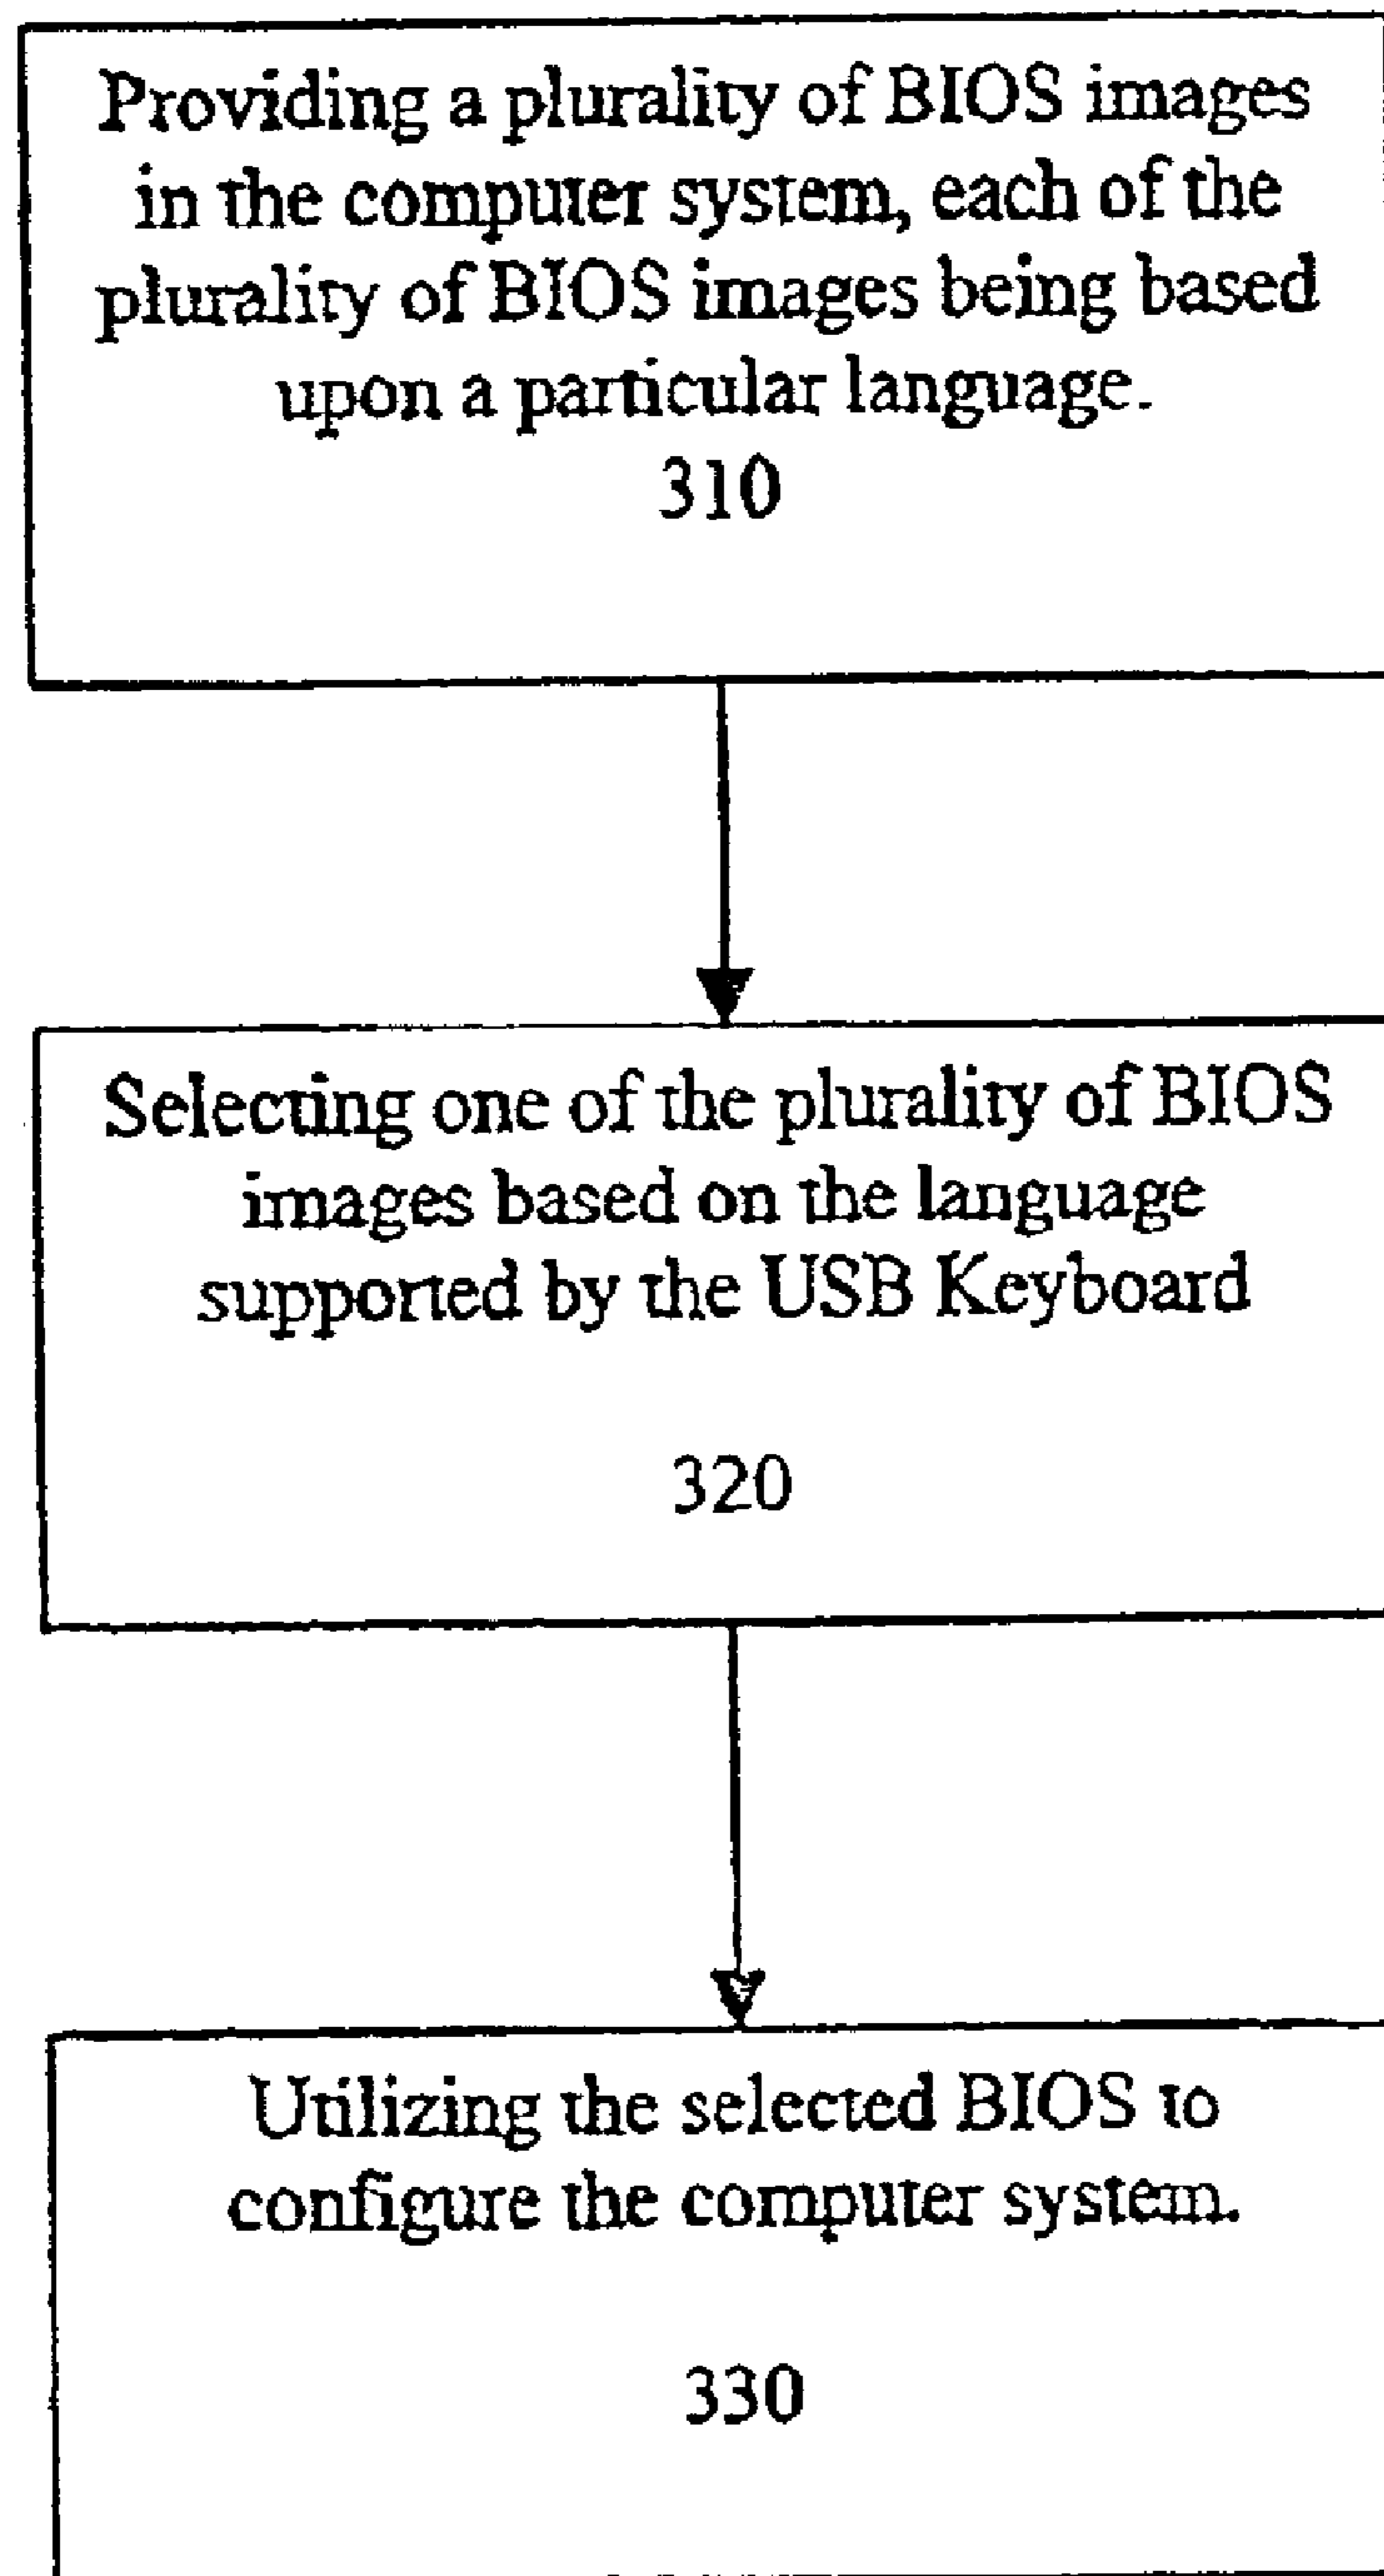 Providing a plurality of BIOS images
in the computer system, each of the
plurality of BIOS images being based
upon a particular language.
310
Selecting one of the plurality of BIOS
images based on the language
supported by the USB Keyboard
320
Utilizing the selected BIOS to
configure the computer system.
330